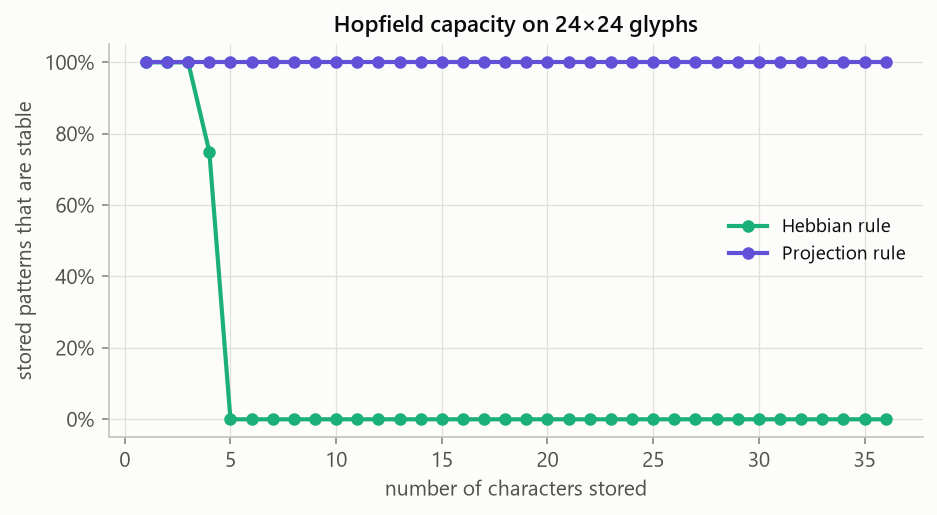 Hopfield capacity on 24×24 glyphs
stored patterns that are stable
100%
80%
60%
40%
20%
0%
Hebbian rule
Projection rule
0 5 10 15 20 25 30 35
number of characters stored